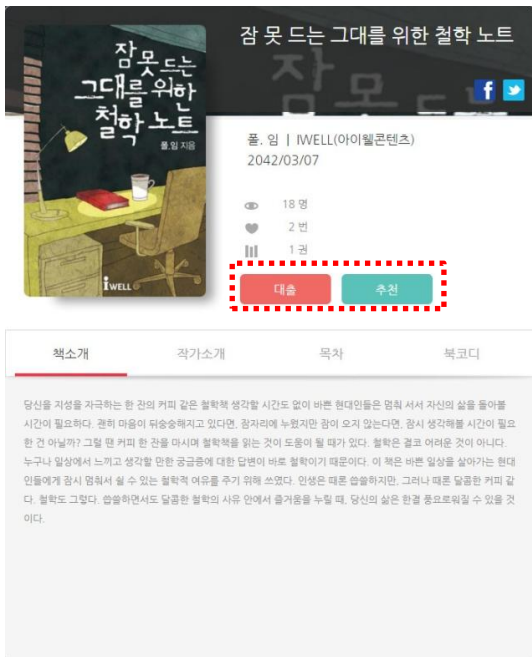 잠 못 드는 그대를 위한 철학 노트
잠 못 드
잠 못 드는
그대를 위한
철학 노트
폴.임 지음
iWELL
f
폴. 임 | IWELL(아이웰콘텐츠)
2042/03/07
18 명
2 번
1 권
대출
추천
책소개
작가소개
목차
북코디
당신을 지성을 자극하는 한 잔의 커피 같은 철학책 생각할 시간도 없이 바쁜 현대인들은 멈춰 서서 자신의 삶을 돌아볼
시간이 필요하다. 괜히 마음이 뒤숭숭해지고 있다면, 잠자리에 누웠지만 잠이 오지 않는다면, 잠시 생각해볼 시간이 필요
한 건 아닐까? 그럴 땐 커피 한 잔을 마시며 철학책을 읽는 것이 도움이 될 때가 있다. 철학은 결코 어려운 것이 아니다.
누구나 일상에서 느끼고 생각할 만한 궁금증에 대한 답변이 바로 철학이기 때문이다. 이 책은 바쁜 일상을 살아가는 현대
인들에게 잠시 멈춰서 쉴 수 있는 철학적 여유를 주기 위해 쓰였다. 인생은 때론 씁쓸하지만, 그러나 때론 달콤한 커피 같
다. 철학도 그렇다. 씁쓸하면서도 달콤한 철학의 사유 안에서 즐거움을 누릴 때, 당신의 삶은 한결 풍요로워질 수 있을 것
이다.